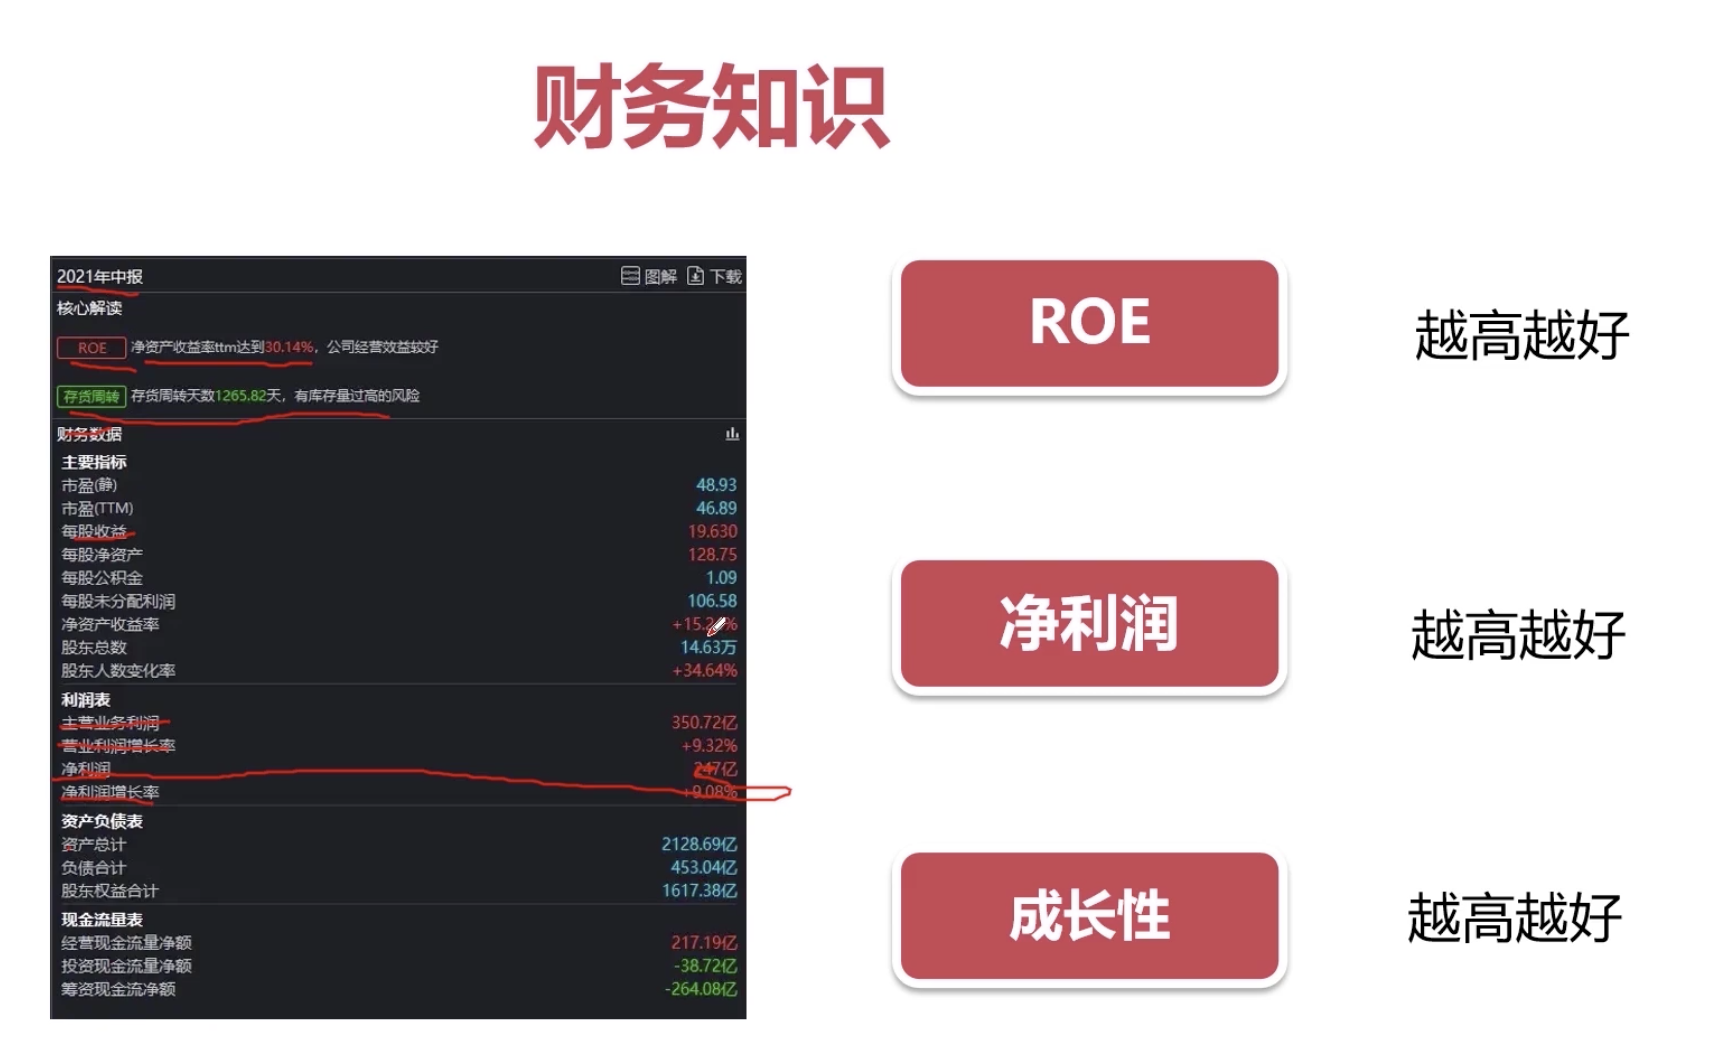 财务知识
2021年中报 图解 下载
核心解读
ROE 净资产收益率ttm达到30.14%，公司经营效益较好
存货周转 存货周转天数1265.82天，有库存量过高的风险
财务数据
主要指标
市盈(静) 48.93
市盈(TTM) 46.89
每股收益 19.630
每股净资产 128.75
每股公积金 1.09
每股未分配利润 106.58
净资产收益率
股东总数 14.63万
股东人数变化率 +34.64%
利润表
主营业务利润 350.72亿
营业利润增长率 +9.32%
净利润 247亿
净利润增长率 +9.08%
资产负债表
资产总计 2128.69亿
负债合计 453.04亿
股东权益合计 1617.38亿
现金流量表
经营现金流量净额 217.19亿
投资现金流量净额 -38.72亿
筹资现金流净额 -264.08亿
ROE 越高越好
净利润 越高越好
成长性 越高越好